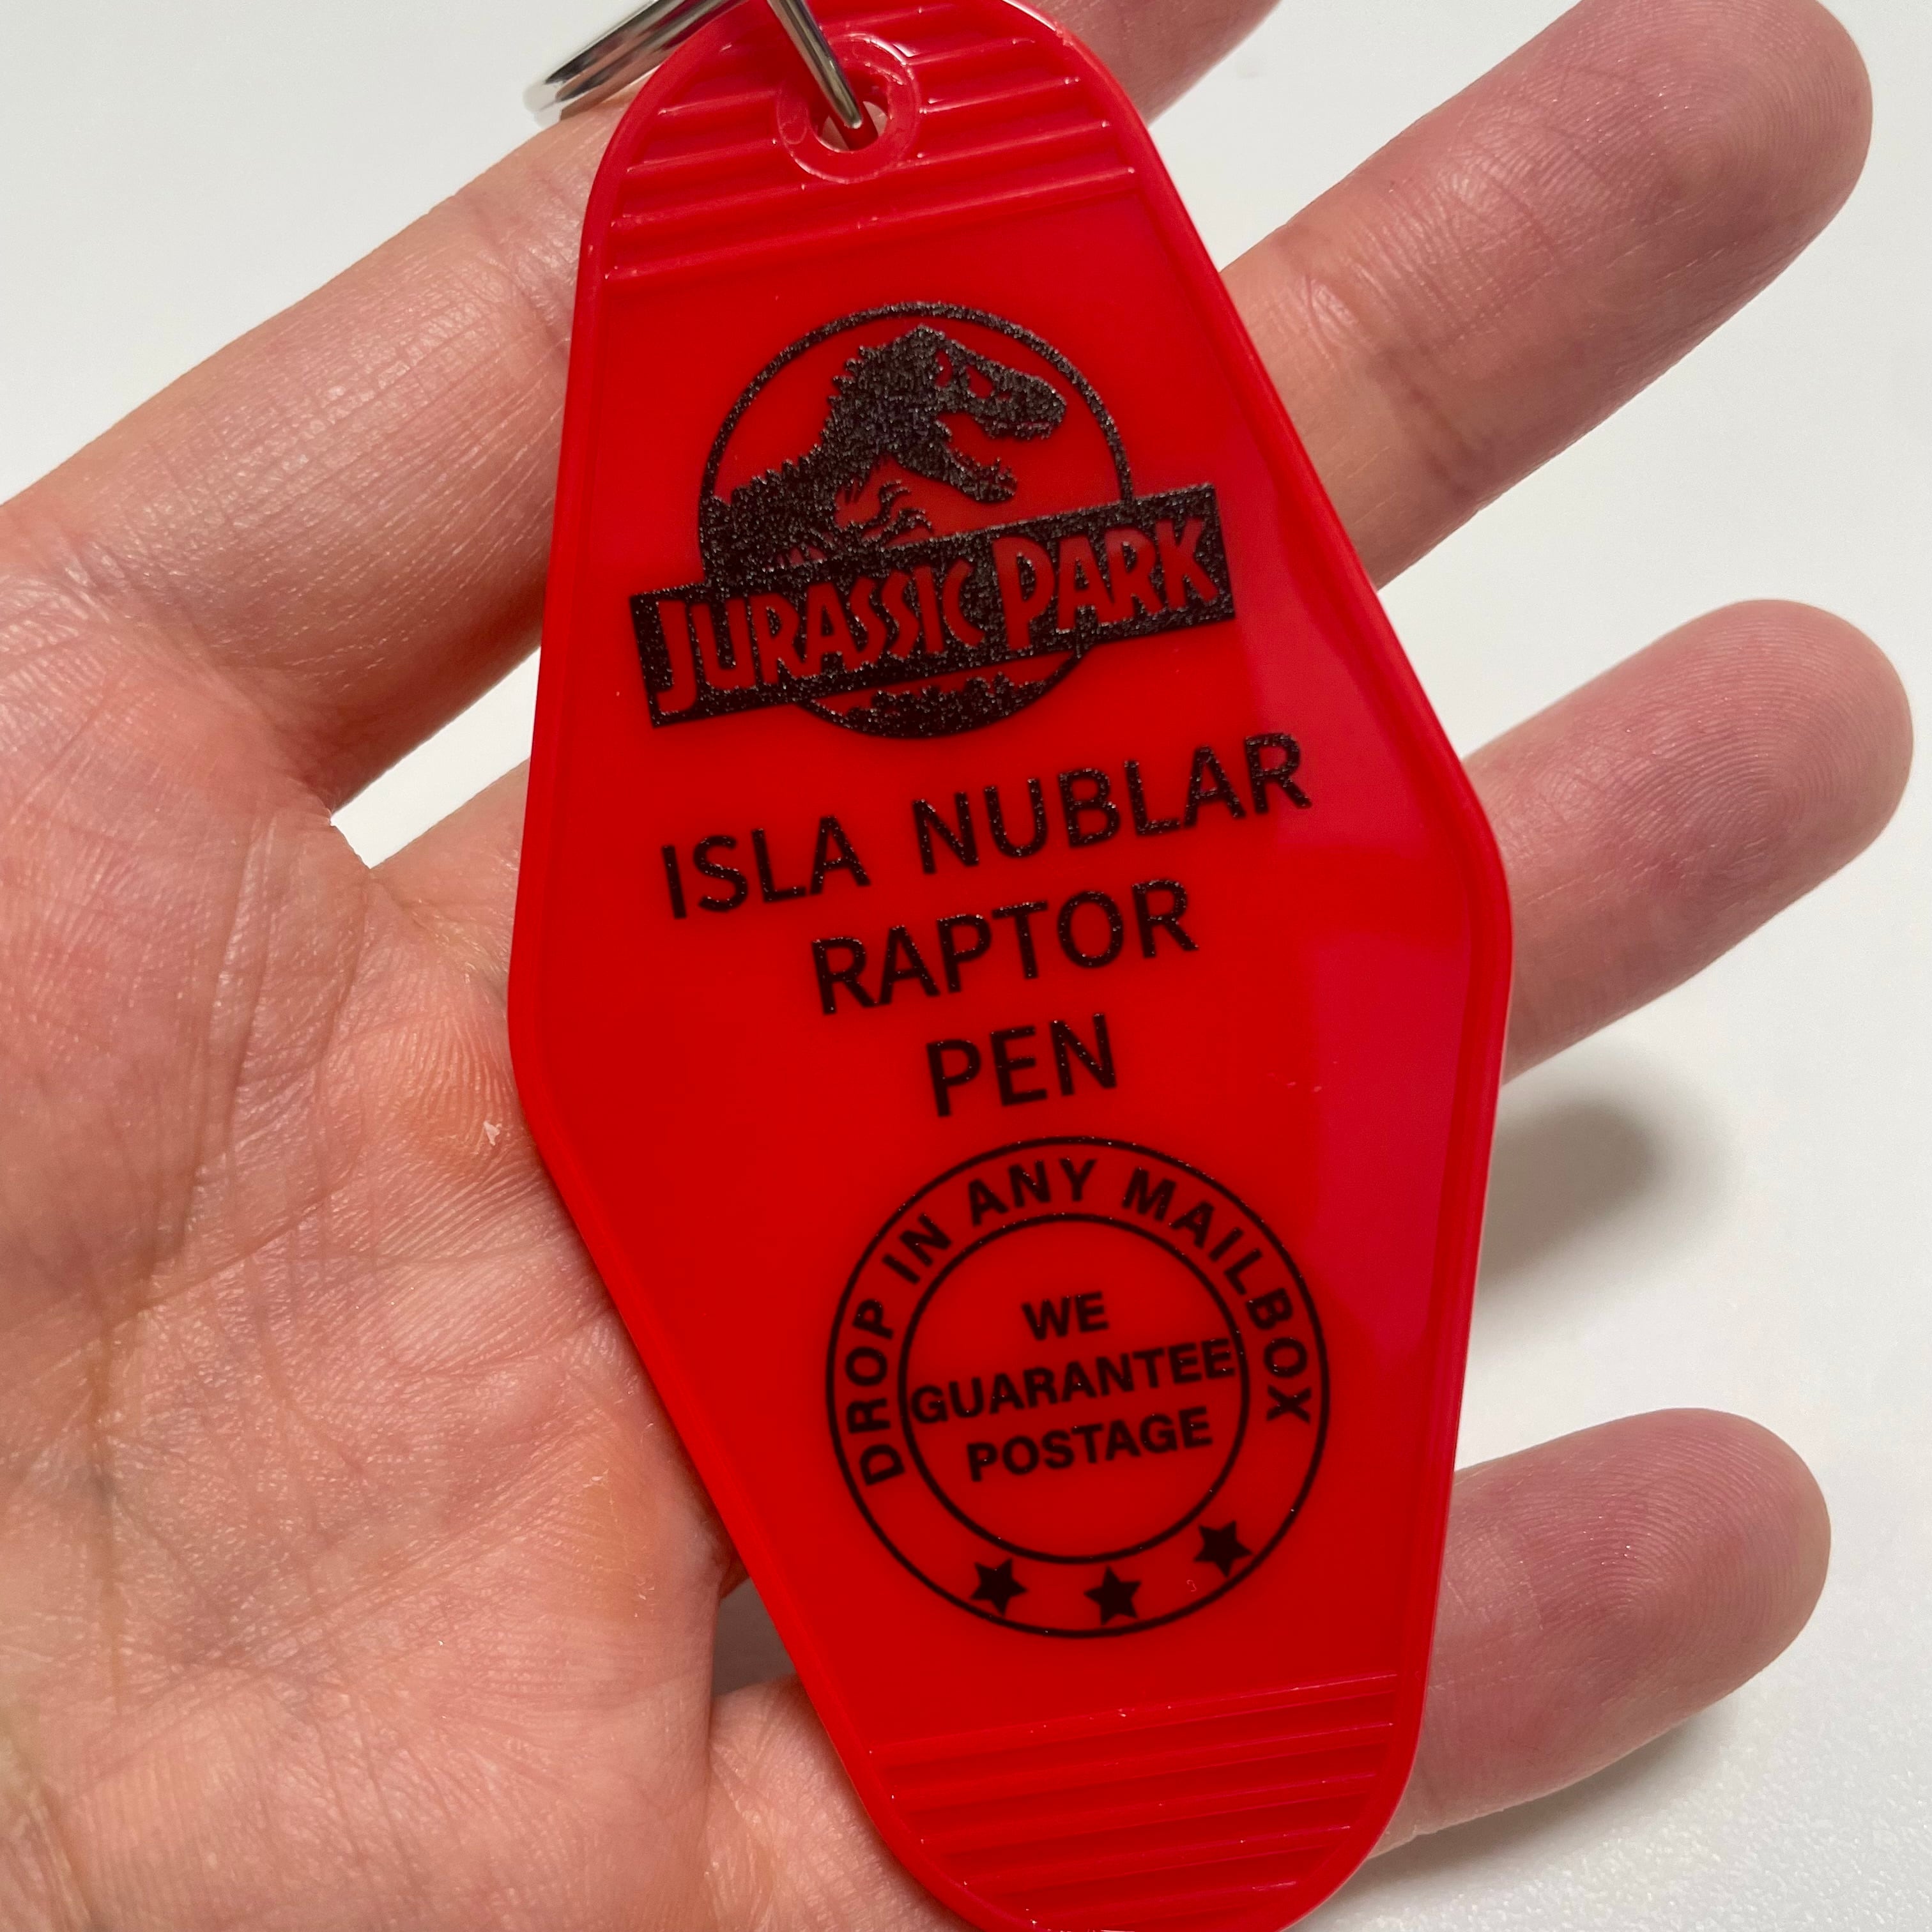 JURASSIC PARK
ISLA NUBLAR
RAPTOR
PEN
DROP IN ANY MAILBOX
WE
GUARANTEE
POSTAGE